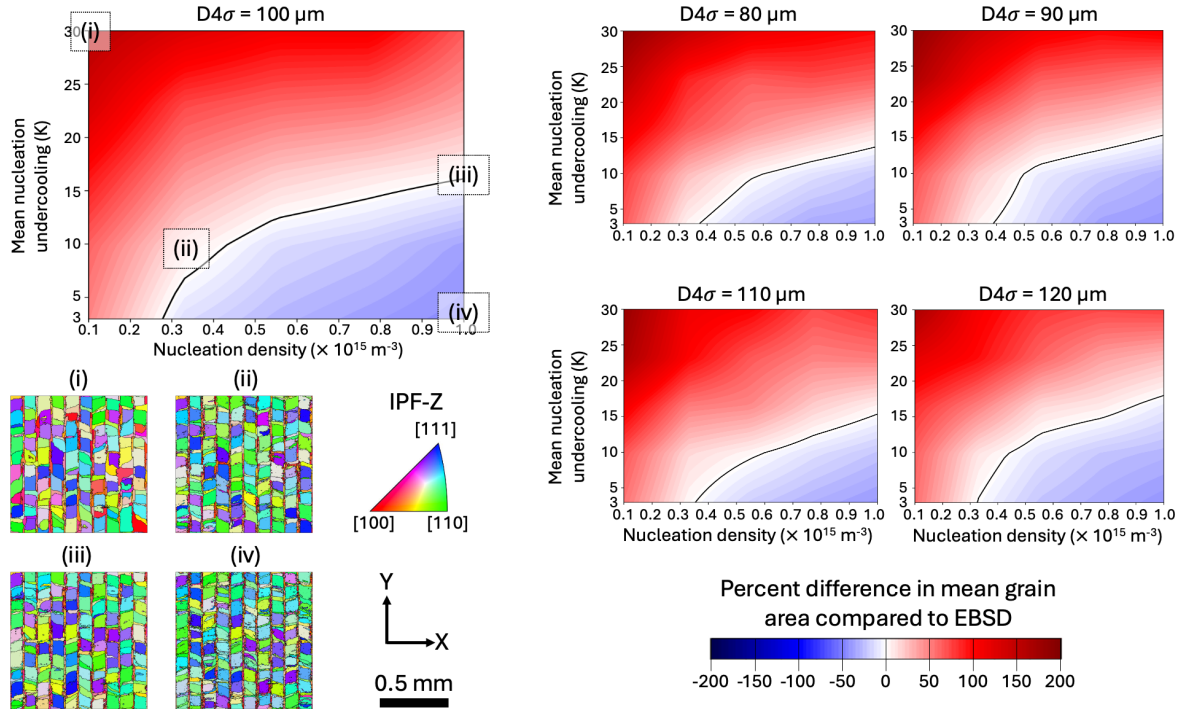 D4σ = 100 µm
Mean nucleation
undercooling (K)
30
25
20
15
10
5
3
(i)
(ii)
(iii)
(iv)
0.1 0.2 0.3 0.4 0.5 0.6 0.7 0.8 0.9 1.0
Nucleation density (× 10¹⁵ m⁻³)
D4σ = 80 µm
Mean nucleation
undercooling (K)
30
25
20
15
10
5
3
0.1 0.2 0.3 0.4 0.5 0.6 0.7 0.8 0.9 1.0
D4σ = 90 µm
30
25
20
15
10
5
3
0.1 0.2 0.3 0.4 0.5 0.6 0.7 0.8 0.9 1.0
D4σ = 110 µm
Mean nucleation
undercooling (K)
30
25
20
15
10
5
3
0.1 0.2 0.3 0.4 0.5 0.6 0.7 0.8 0.9 1.0
Nucleation density (× 10¹⁵ m⁻³)
D4σ = 120 µm
30
25
20
15
10
5
3
0.1 0.2 0.3 0.4 0.5 0.6 0.7 0.8 0.9 1.0
Nucleation density (× 10¹⁵ m⁻³)
(i)
(ii)
(iii)
(iv)
IPF-Z
[111]
[100]
[110]
Y
X
0.5 mm
Percent difference in mean grain
area compared to EBSD
-200 -150 -100 -50 0 50 100 150 200